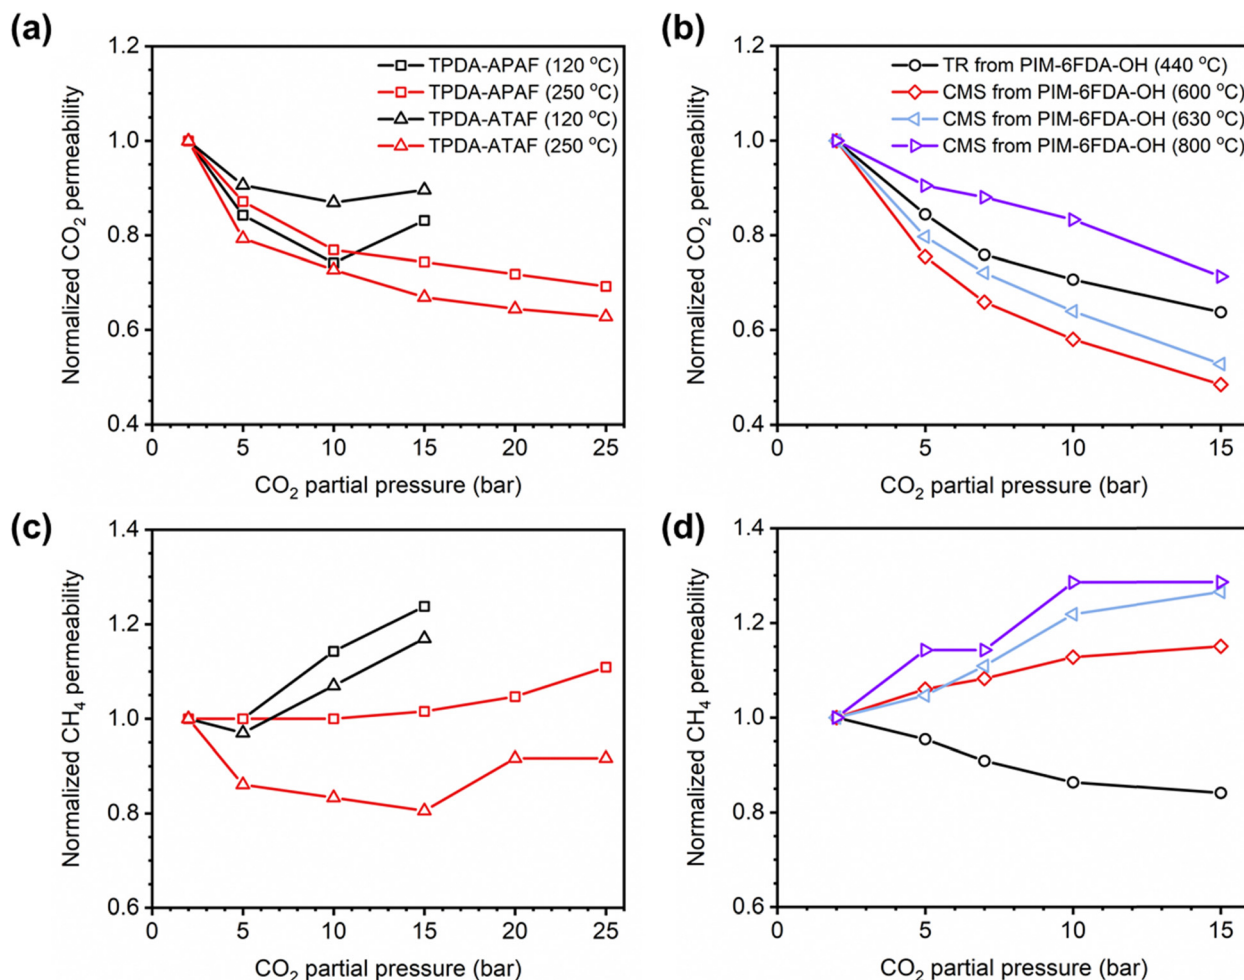 (a)
1.2
1.0
0.8
0.6
0.4
Normalized CO2 permeability
TPDA-APAF (120 °C)
TPDA-APAF (250 °C)
TPDA-ATAF (120 °C)
TPDA-ATAF (250 °C)
0 5 10 15 20 25
CO2 partial pressure (bar)
(b)
1.2
1.0
0.8
0.6
0.4
Normalized CO2 permeability
TR from PIM-6FDA-OH (440 °C)
CMS from PIM-6FDA-OH (600 °C)
CMS from PIM-6FDA-OH (630 °C)
CMS from PIM-6FDA-OH (800 °C)
0 5 10 15
CO2 partial pressure (bar)
(c)
1.4
1.2
1.0
0.8
0.6
Normalized CH4 permeability
0 5 10 15 20 25
CO2 partial pressure (bar)
(d)
1.4
1.2
1.0
0.8
0.6
Normalized CH4 permeability
0 5 10 15
CO2 partial pressure (bar)